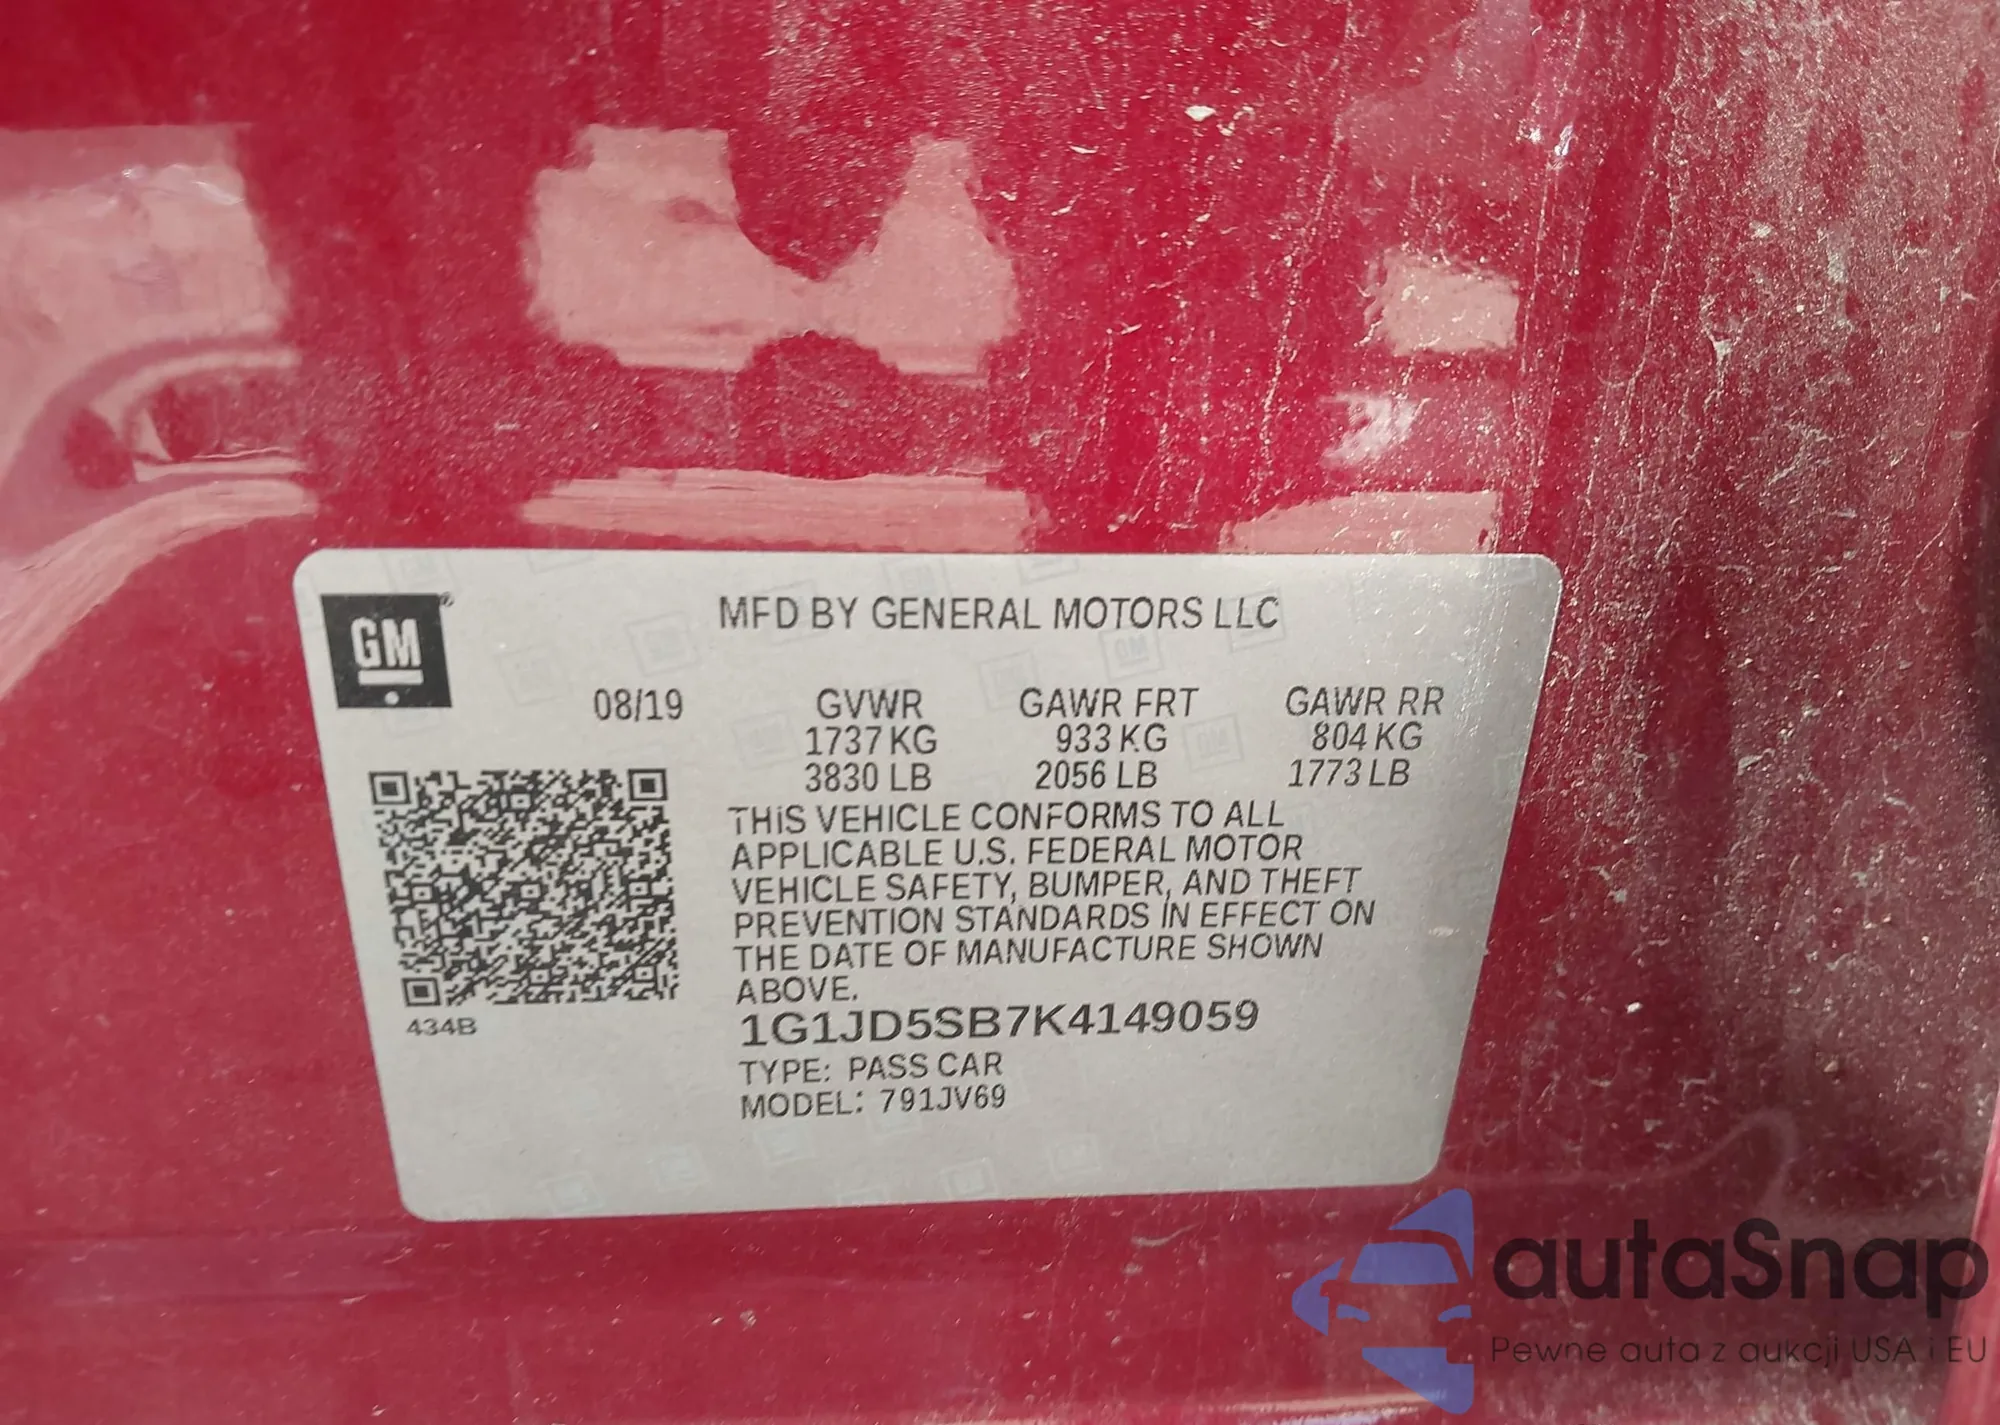 GM
MFD BY GENERAL MOTORS LLC
08/19 GVWR GAWR FRT GAWR RR
1737 KG 933 KG 804 KG
3830 LB 2056 LB 1773 LB
THIS VEHICLE CONFORMS TO ALL
APPLICABLE U.S. FEDERAL MOTOR
VEHICLE SAFETY, BUMPER, AND THEFT
PREVENTION STANDARDS IN EFFECT ON
THE DATE OF MANUFACTURE SHOWN
ABOVE.
434B
1G1JD5SB7K4149059
TYPE: PASS CAR
MODEL: 791JV69
autaSnap
Pewne auta z aukcji USA i EU